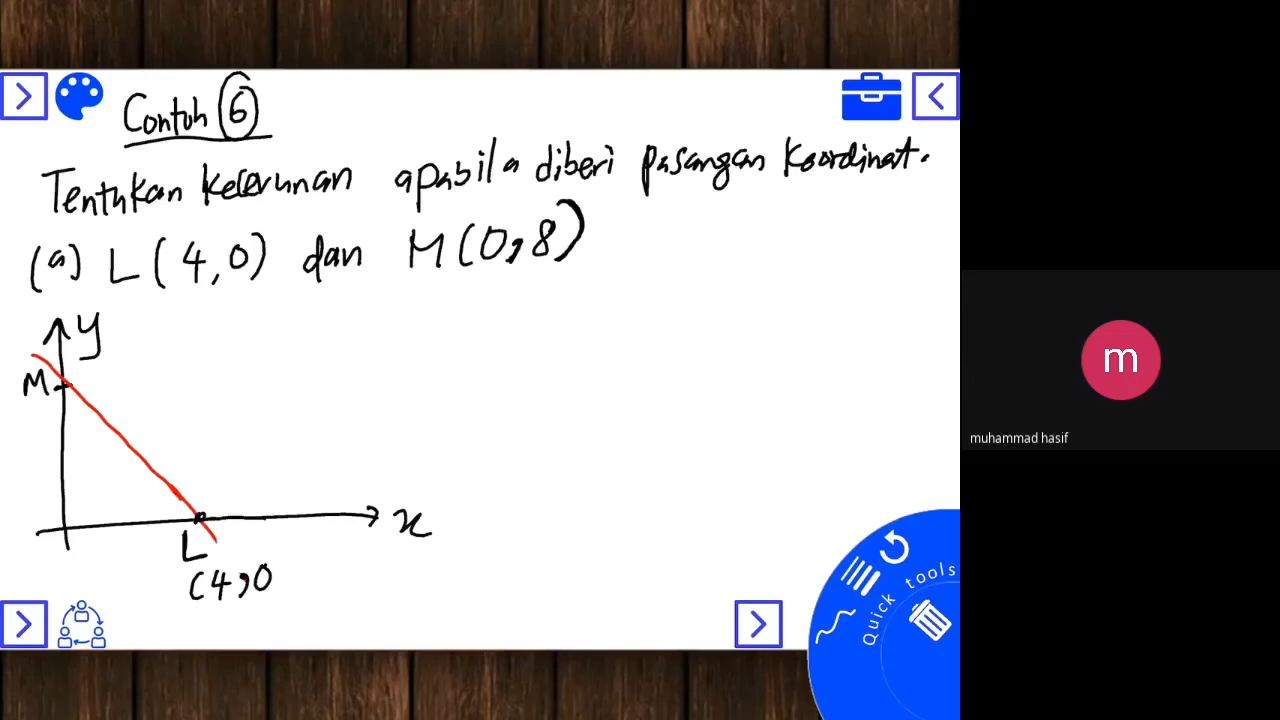 Contoh 6
Tentukan kecerunan apabila diberi pasangan koordinat.
(a) L(4,0) dan M(0,8)
y
M
x
L
(4,0
Quick tools
m
muhammad hasif